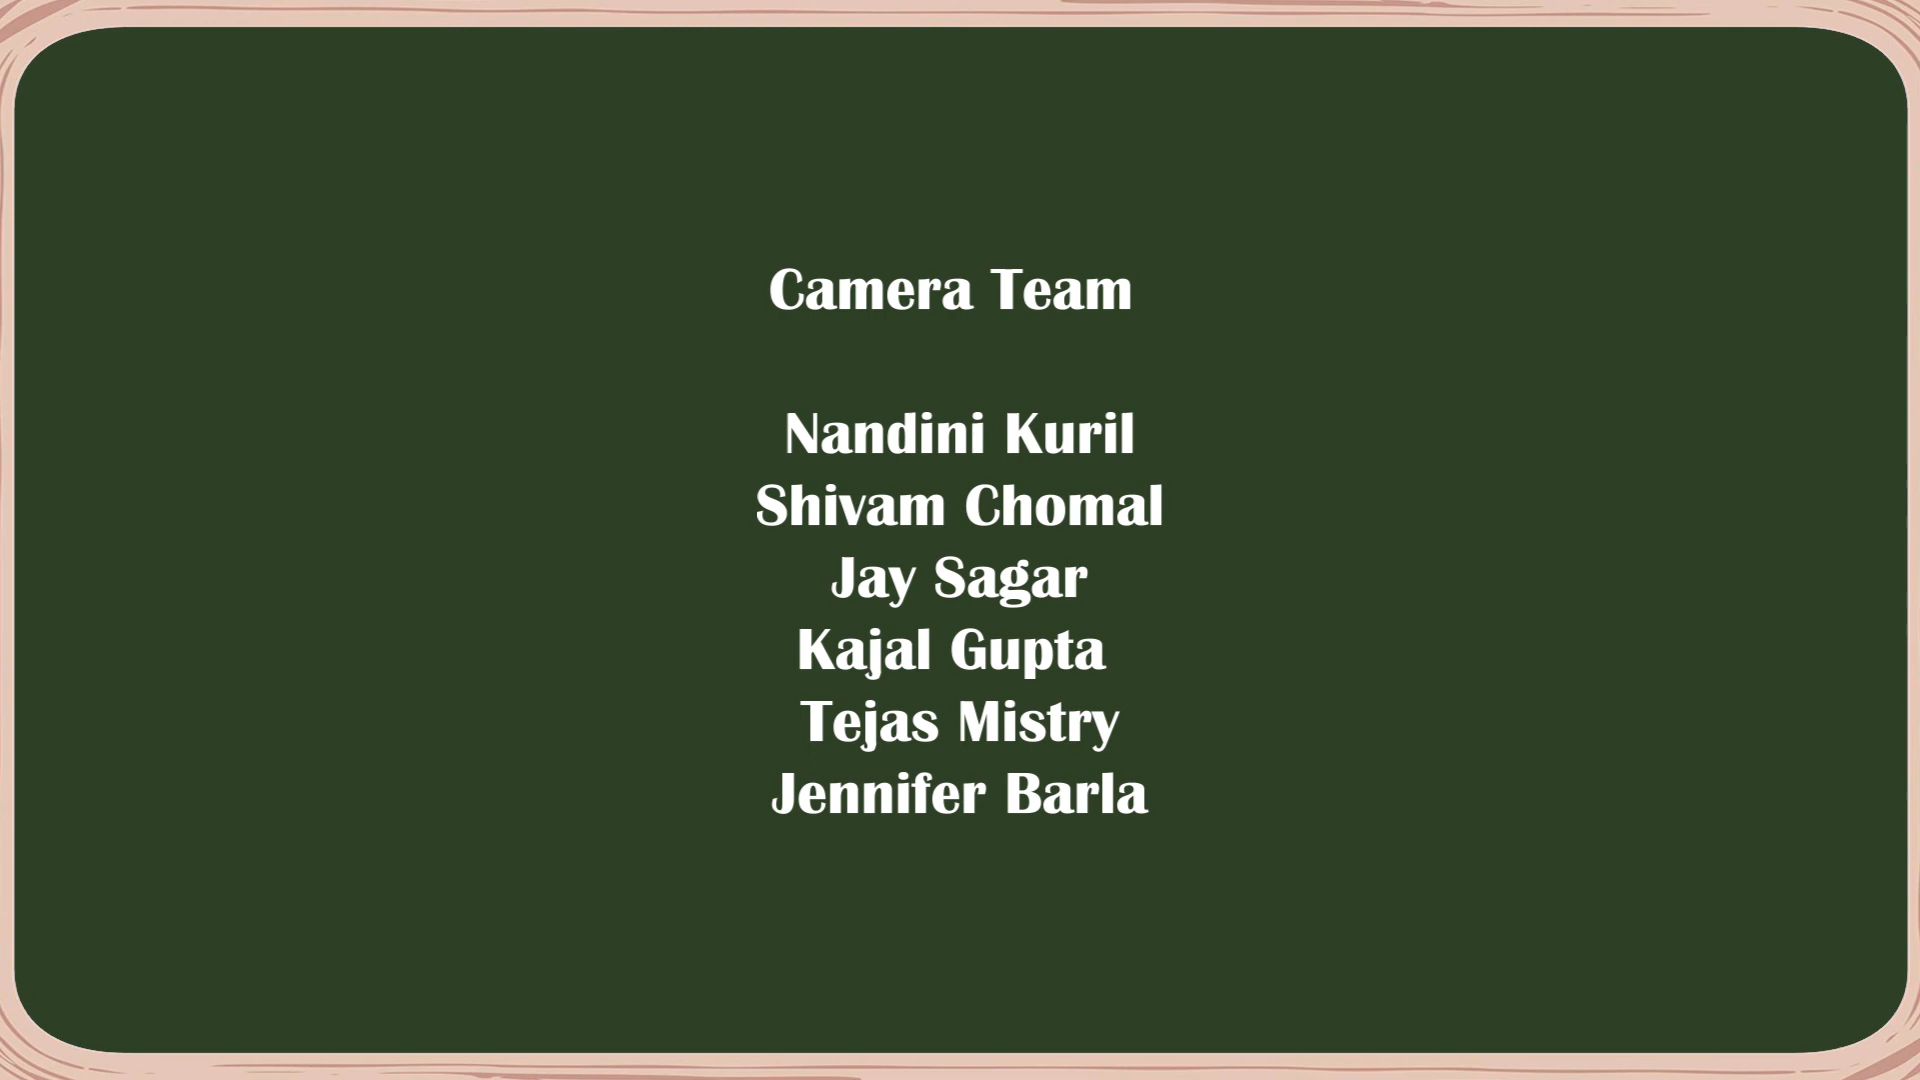 Camera Team
Nandini Kuril
Shivam Chomal
Jay Sagar
Kajal Gupta
Tejas Mistry
Jennifer Barla